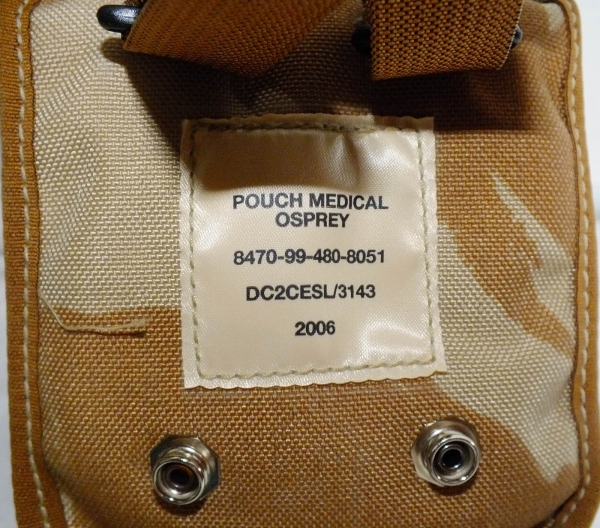 POUCH MEDICAL
OSPREY
8470-99-480-8051
DC2CESL/3143
2006